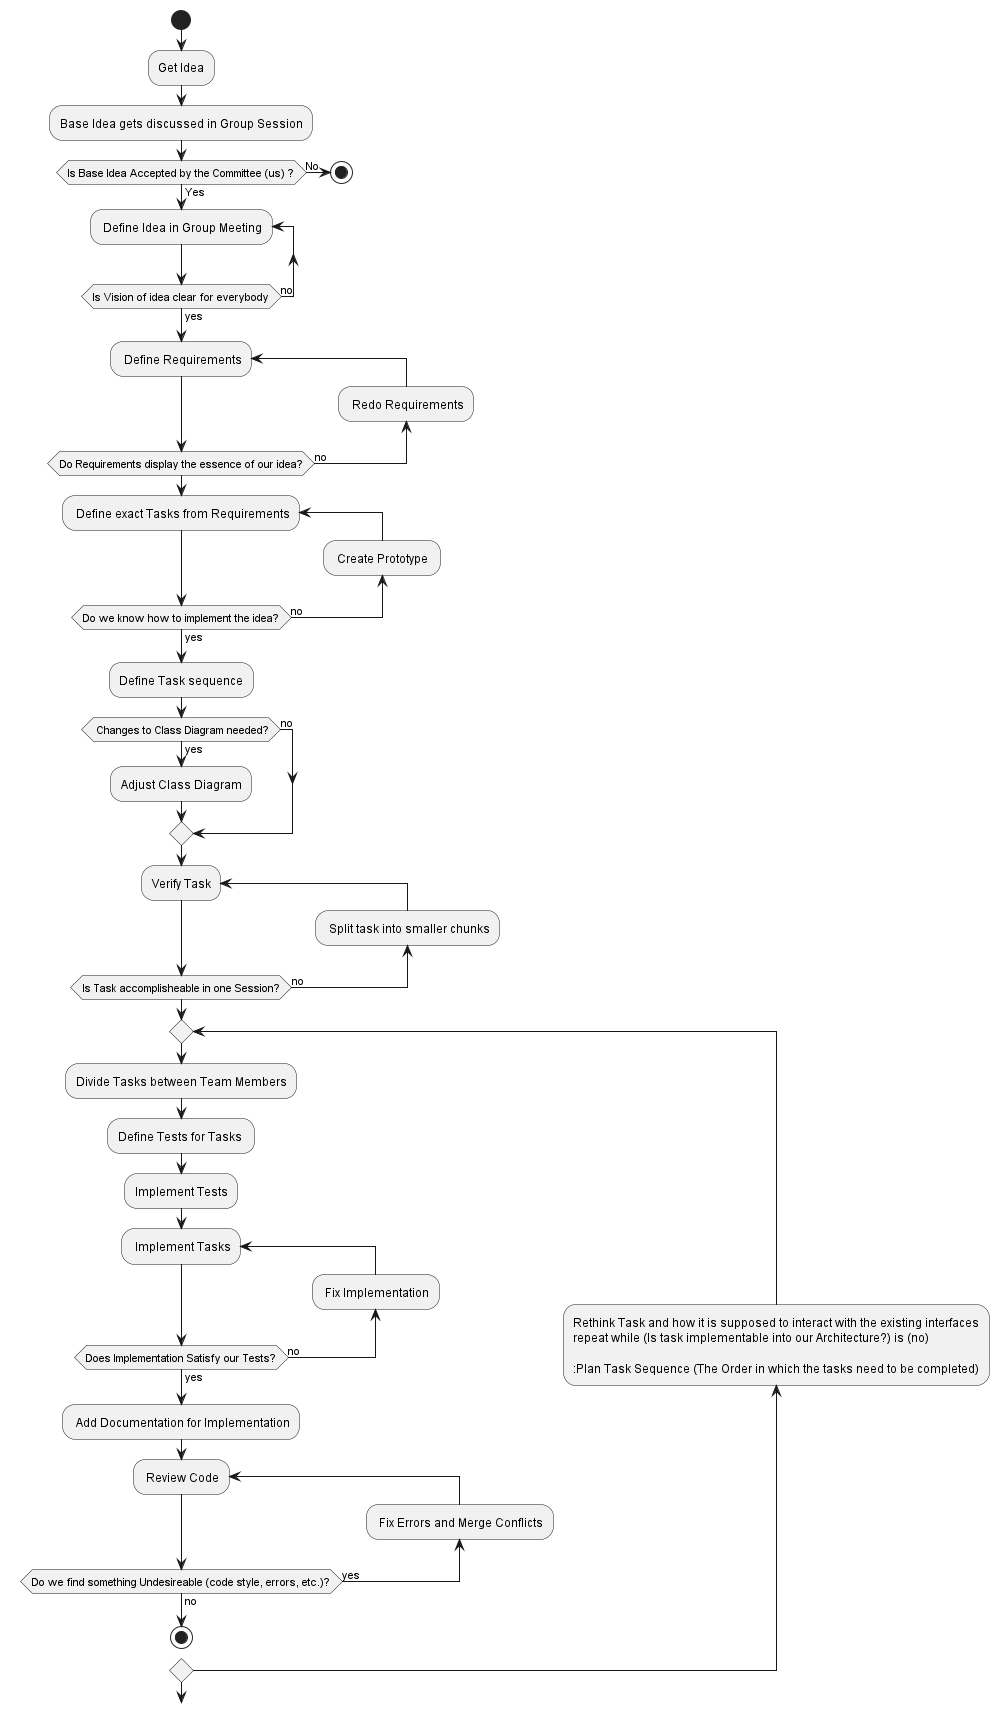 Get Idea
Base Idea gets discussed in Group Session
Is Base Idea Accepted by the Committee (us) ?
No
Yes
Define Idea in Group Meeting
Is Vision of idea clear for everybody
no
yes
Define Requirements
Redo Requirements
Do Requirements display the essence of our idea?
no
Define exact Tasks from Requirements
Create Prototype
Do we know how to implement the idea?
no
yes
Define Task sequence
Changes to Class Diagram needed?
no
yes
Adjust Class Diagram
Verify Task
Split task into smaller chunks
Is Task accomplisheable in one Session?
no
Divide Tasks between Team Members
Define Tests for Tasks
Implement Tests
Implement Tasks
Fix Implementation
Rethink Task and how it is supposed to interact with the existing interfaces
repeat while (Is task implementable into our Architecture?) is (no)
:Plan Task Sequence (The Order in which the tasks need to be completed)
Does Implementation Satisfy our Tests?
no
yes
Add Documentation for Implementation
Review Code
Fix Errors and Merge Conflicts
Do we find something Undesireable (code style, errors, etc.)?
yes
no